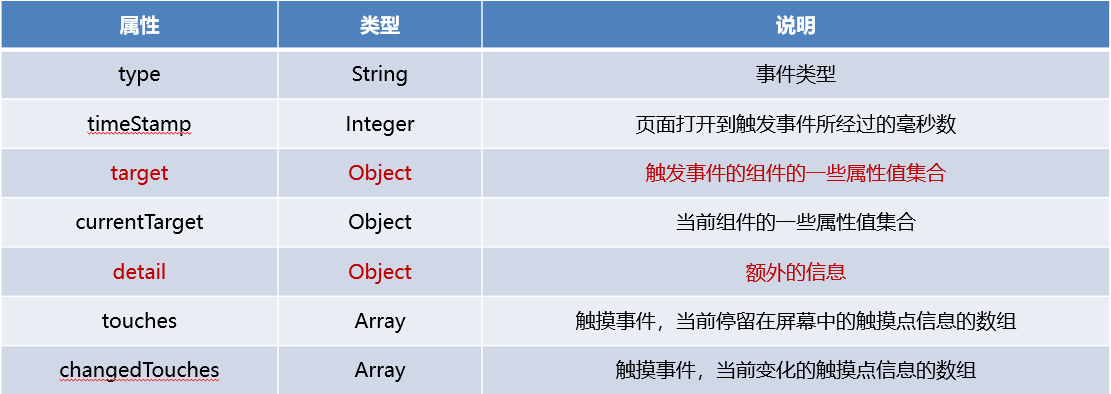 属性 类型 说明
type String 事件类型
timeStamp Integer 页面打开到触发事件所经过的毫秒数
target Object 触发事件的组件的一些属性值集合
currentTarget Object 当前组件的一些属性值集合
detail Object 额外的信息
touches Array 触摸事件，当前停留在屏幕中的触摸点信息的数组
changedTouches Array 触摸事件，当前变化的触摸点信息的数组